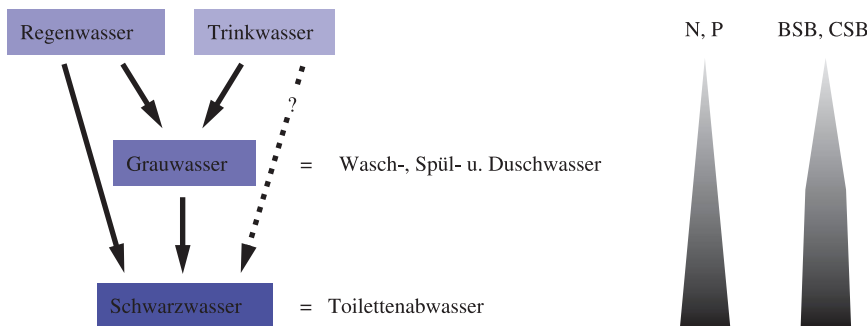 Regenwasser
Trinkwasser
N, P
BSB, CSB
?
Grauwasser
= Wasch-, Spül- u. Duschwasser
Schwarzwasser
= Toilettenabwasser